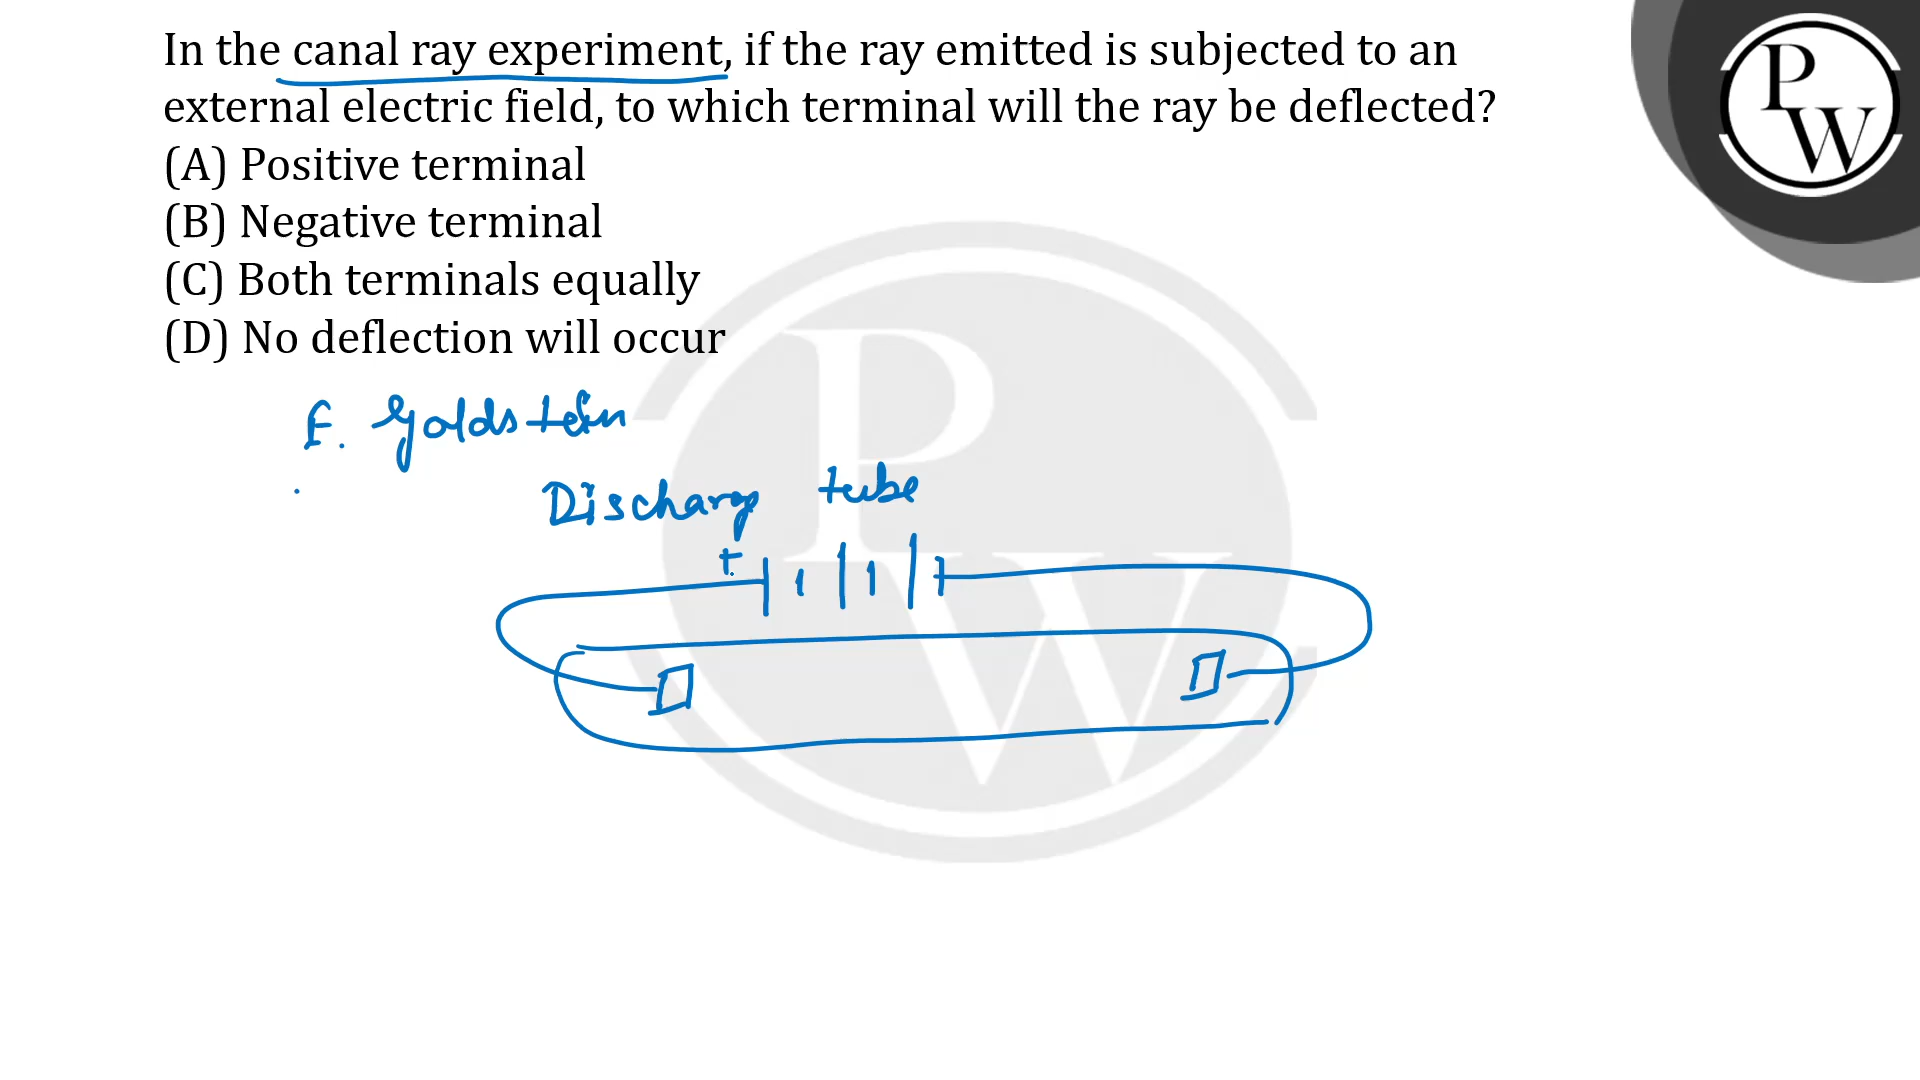 In the canal ray experiment, if the ray emitted is subjected to an
external electric field, to which terminal will the ray be deflected?
(A) Positive terminal
(B) Negative terminal
(C) Both terminals equally
(D) No deflection will occur
E. Goldstein
Discharge tube
+
PW
PW